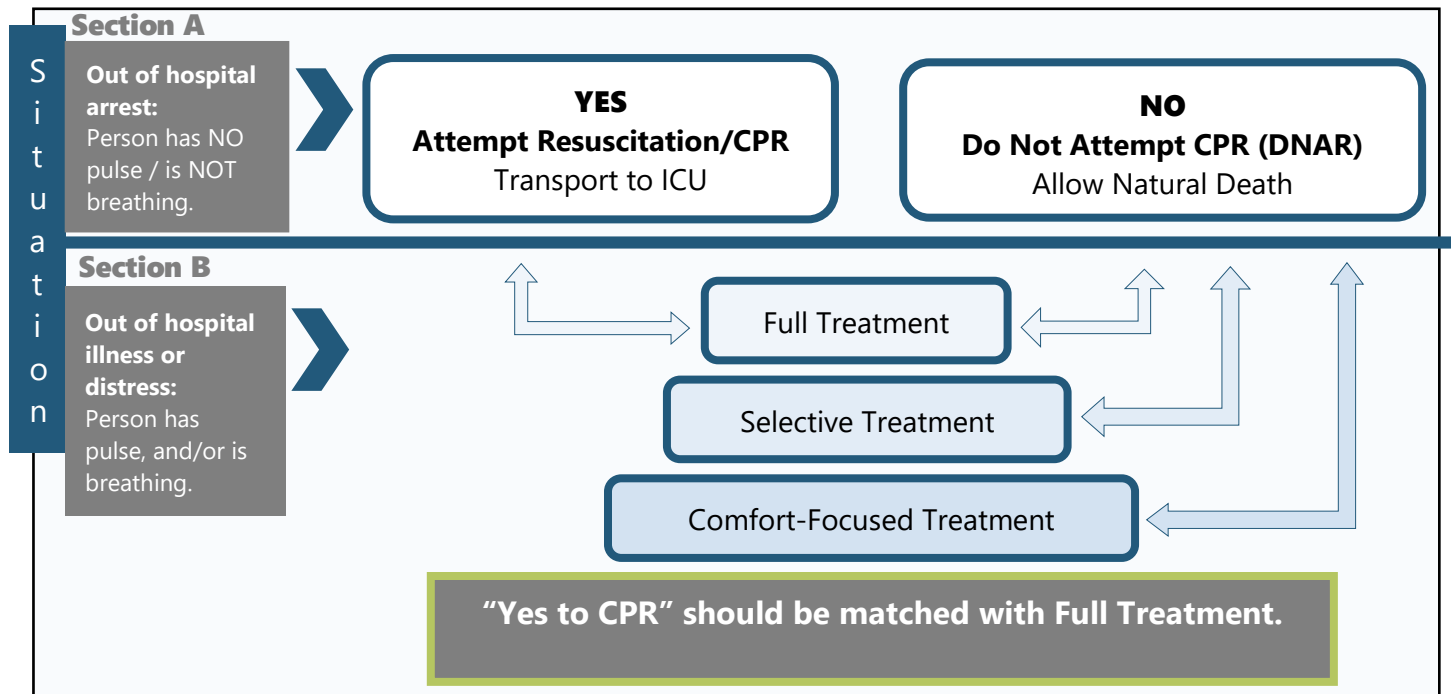 Situation
Section A
Out of hospital
arrest:
Person has NO
pulse / is NOT
breathing.
YES
Attempt Resuscitation/CPR
Transport to ICU
NO
Do Not Attempt CPR (DNAR)
Allow Natural Death
Section B
Out of hospital
illness or
distress:
Person has
pulse, and/or is
breathing.
Full Treatment
Selective Treatment
Comfort-Focused Treatment
“Yes to CPR” should be matched with Full Treatment.